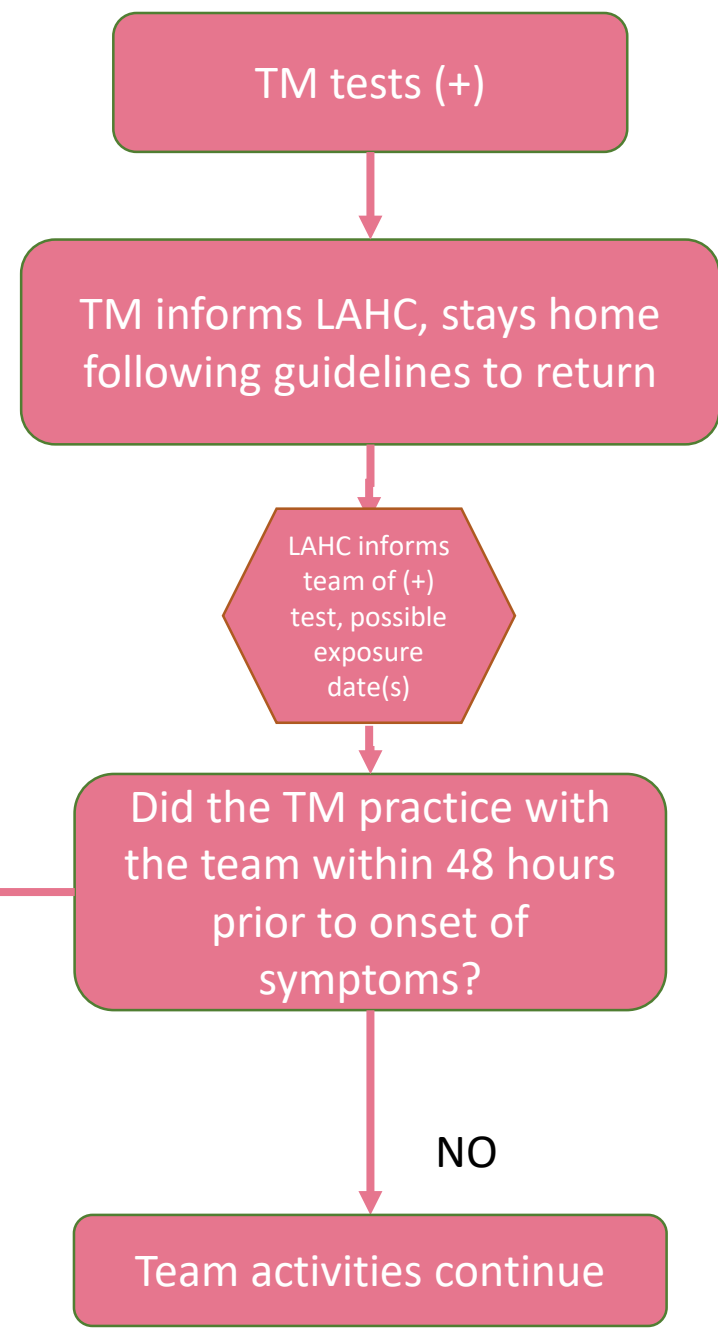 TM tests (+)
TM informs LAHC, stays home
following guidelines to return
LAHC informs
team of (+)
test, possible
exposure
date(s)
Did the TM practice with
the team within 48 hours
prior to onset of
symptoms?
NO
Team activities continue